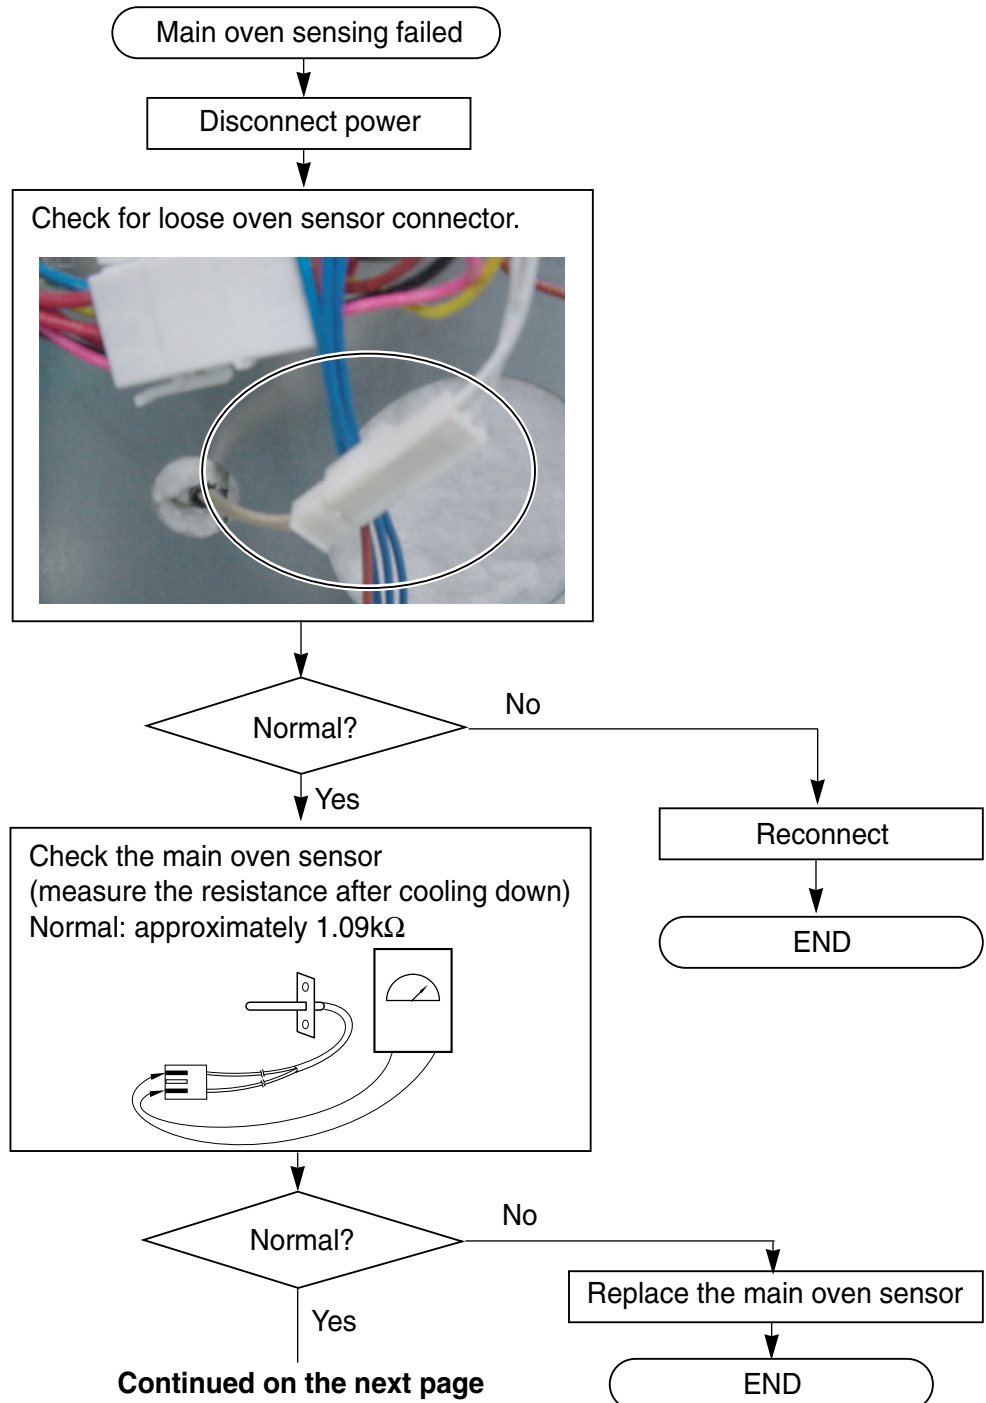 Main oven sensing failed
Disconnect power
Check for loose oven sensor connector.
Normal?
No
Yes
Reconnect
END
Check the main oven sensor
(measure the resistance after cooling down)
Normal: approximately 1.09kΩ
Normal?
No
Yes
Replace the main oven sensor
END
Continued on the next page